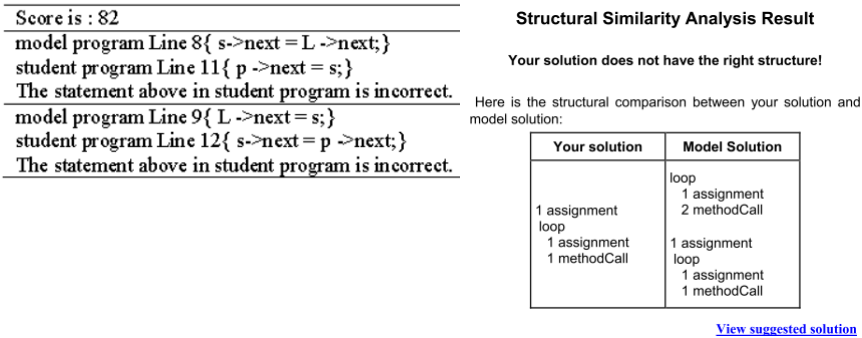 Score is : 82
model program Line 8{ s->next = L ->next;}
student program Line 11{ p ->next = s;}
The statement above in student program is incorrect.
model program Line 9{ L ->next = s;}
student program Line 12{ s->next = p ->next;}
The statement above in student program is incorrect.
Structural Similarity Analysis Result
Your solution does not have the right structure!
Here is the structural comparison between your solution and
model solution:
Your solution Model Solution
1 assignment
loop
1 assignment
1 methodCall
loop
1 assignment
2 methodCall
1 assignment
loop
1 assignment
1 methodCall
View suggested solution